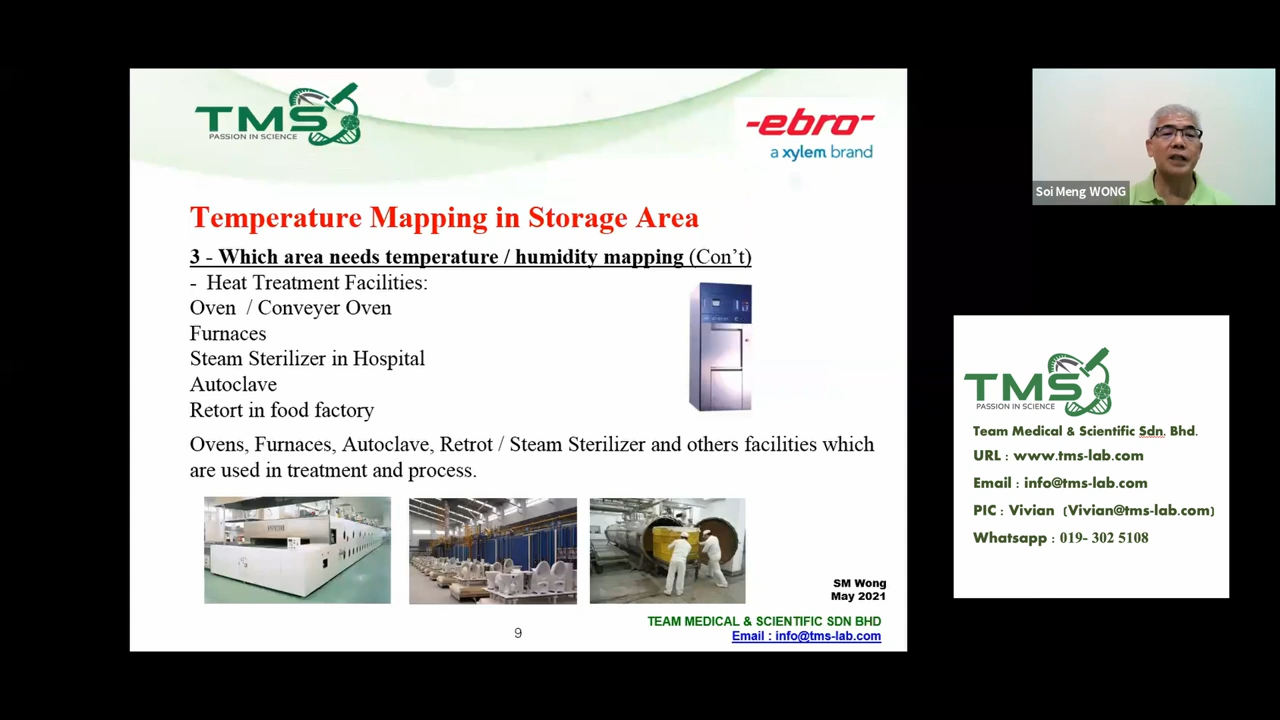 TMS
PASSION IN SCIENCE
-ebro-
a xylem brand
Temperature Mapping in Storage Area
3 - Which area needs temperature / humidity mapping (Con’t)
- Heat Treatment Facilities:
Oven / Conveyer Oven
Furnaces
Steam Sterilizer in Hospital
Autoclave
Retort in food factory
Ovens, Furnaces, Autoclave, Retrot / Steam Sterilizer and others facilities which
are used in treatment and process.
SM Wong
May 2021
9
TEAM MEDICAL & SCIENTIFIC SDN BHD
Email : info@tms-lab.com
Soi Meng WONG
TMS
PASSION IN SCIENCE
Team Medical & Scientific Sdn. Bhd.
URL : www.tms-lab.com
Email : info@tms-lab.com
PIC : Vivian (Vivian@tms-lab.com)
Whatsapp : 019- 302 5108